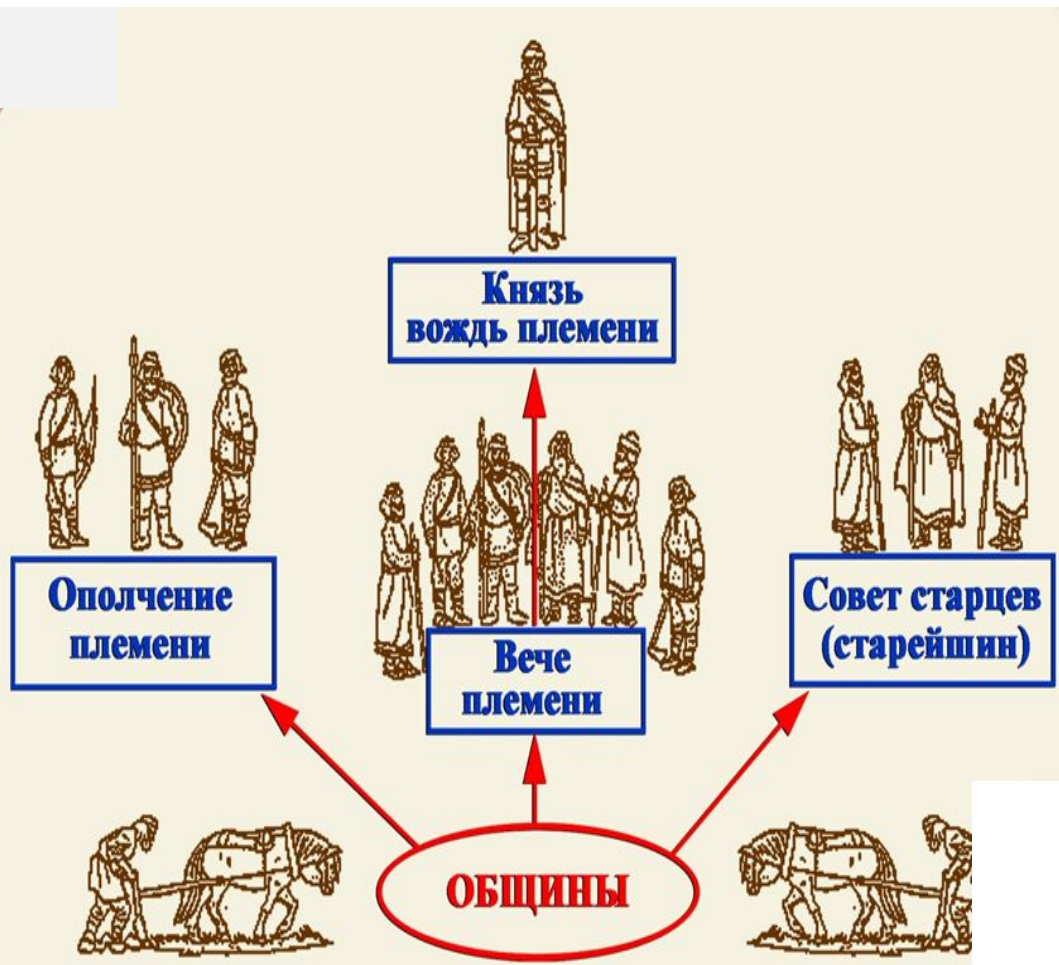 Князь
вождь племени
Ополчение
племени
Вече
племени
Совет старцев
(старейшин)
ОБЩИНЫ